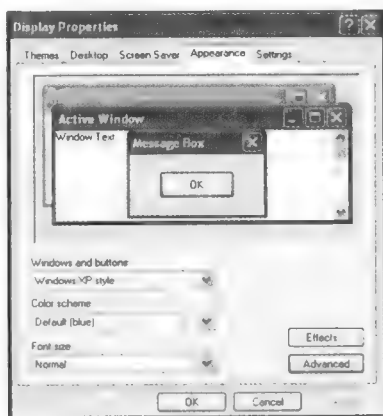 Display Properties
Themes Desktop Screen Saver Appearance Settings
Active Window
Window Text
Message Box
OK
Windows and buttons
Windows XP style
Color scheme
Default (blue)
Font size
Normal
Effects
Advanced
OK Cancel